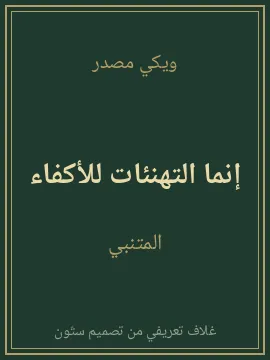 ويكي مصدر
إنما التهنئات للأكفاء
المتنبي
غلاف تعريفي من تصميم سثون